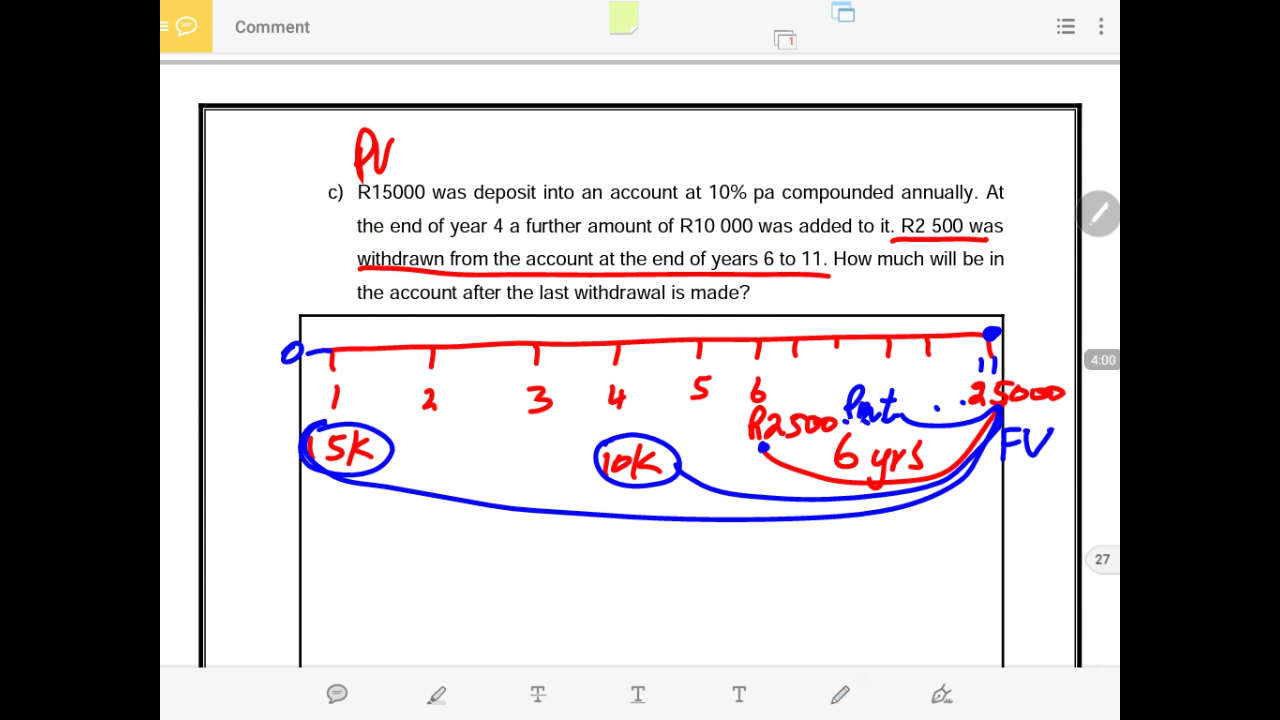 Comment
1
PV
c) R15000 was deposit into an account at 10% pa compounded annually. At
the end of year 4 a further amount of R10 000 was added to it. R2 500 was
withdrawn from the account at the end of years 6 to 11. How much will be in
the account after the last withdrawal is made?
0
1 2 3 4 5 6 11
R2500 Pmt . . . 25000
15K 10K 6 yrs FV
4:00
27
T T T